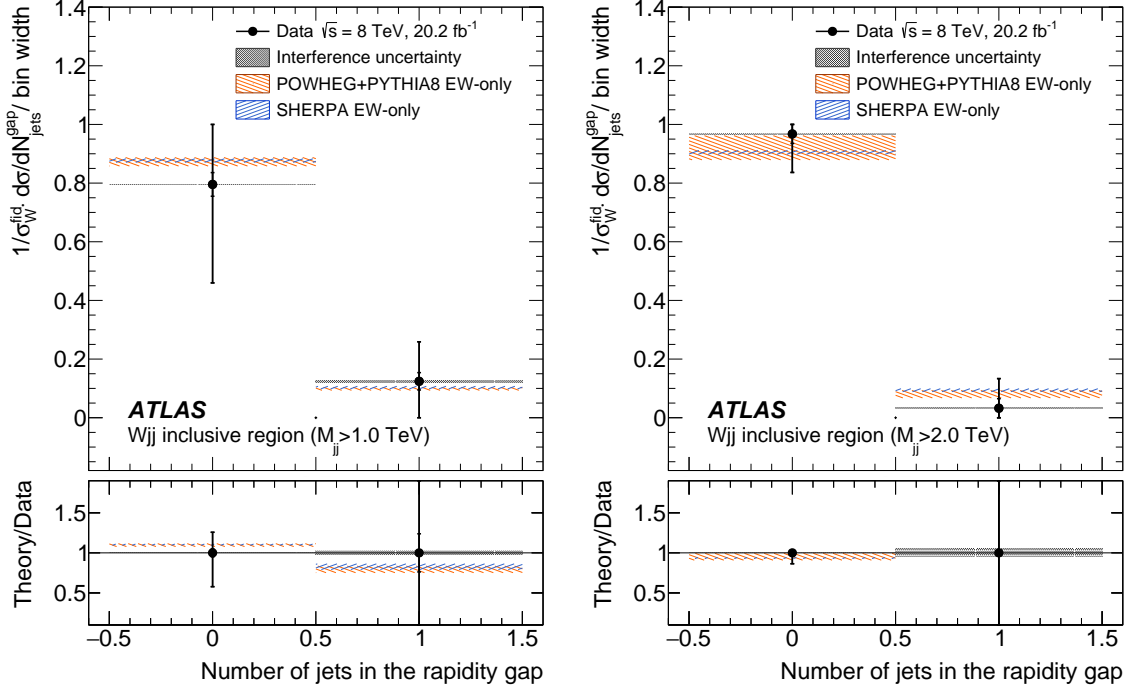 1/σ_W^fid. dσ/dN_jets^gap/ bin width
1.4
1.2
1
0.8
0.6
0.4
0.2
0
Data √s = 8 TeV, 20.2 fb⁻¹
Interference uncertainty
POWHEG+PYTHIA8 EW-only
SHERPA EW-only
ATLAS
Wjj inclusive region (M_jj>1.0 TeV)
Theory/Data
1.5
1
0.5
−0.5 0 0.5 1 1.5
Number of jets in the rapidity gap
1/σ_W^fid. dσ/dN_jets^gap/ bin width
1.4
1.2
1
0.8
0.6
0.4
0.2
0
Data √s = 8 TeV, 20.2 fb⁻¹
Interference uncertainty
POWHEG+PYTHIA8 EW-only
SHERPA EW-only
ATLAS
Wjj inclusive region (M_jj>2.0 TeV)
Theory/Data
1.5
1
0.5
−0.5 0 0.5 1 1.5
Number of jets in the rapidity gap